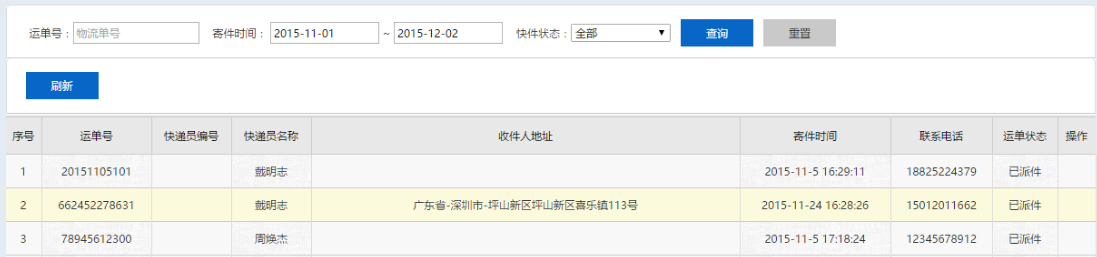 运单号：物流单号 寄件时间：2015-11-01 ~ 2015-12-02 快件状态：全部 查询 重置
刷新
序号 运单号 快递员编号 快递员名称 收件人地址 寄件时间 联系电话 运单状态 操作
1 20151105101 戴明志 2015-11-5 16:29:11 18825224379 已派件
2 662452278631 戴明志 广东省-深圳市-坪山新区坪山新区喜乐镇113号 2015-11-24 16:28:26 15012011662 已派件
3 78945612300 周焕杰 2015-11-5 17:18:24 12345678912 已派件